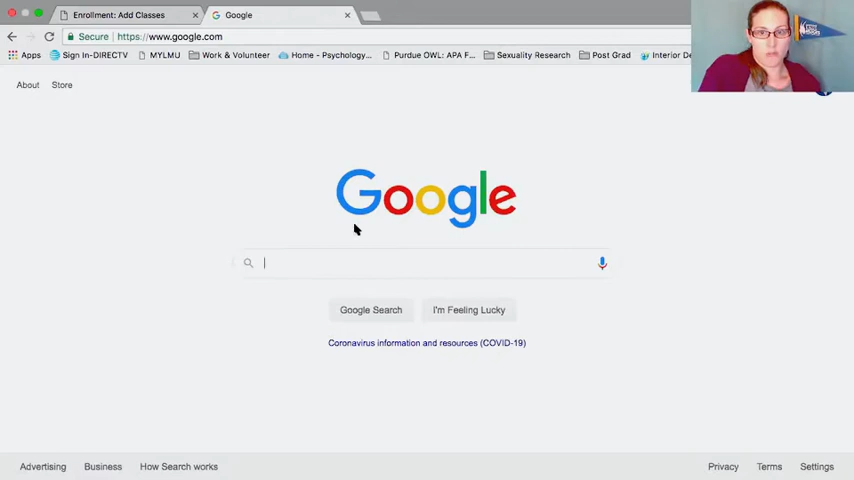 Enrollment: Add Classes
Google
Secure https://www.google.com
Apps Sign In-DIRECTV MYLMU Work & Volunteer Home - Psychology... Purdue OWL: APA F... Sexuality Research Post Grad Interior De
About Store
Google
Google Search I'm Feeling Lucky
Coronavirus information and resources (COVID-19)
Advertising Business How Search works Privacy Terms Settings